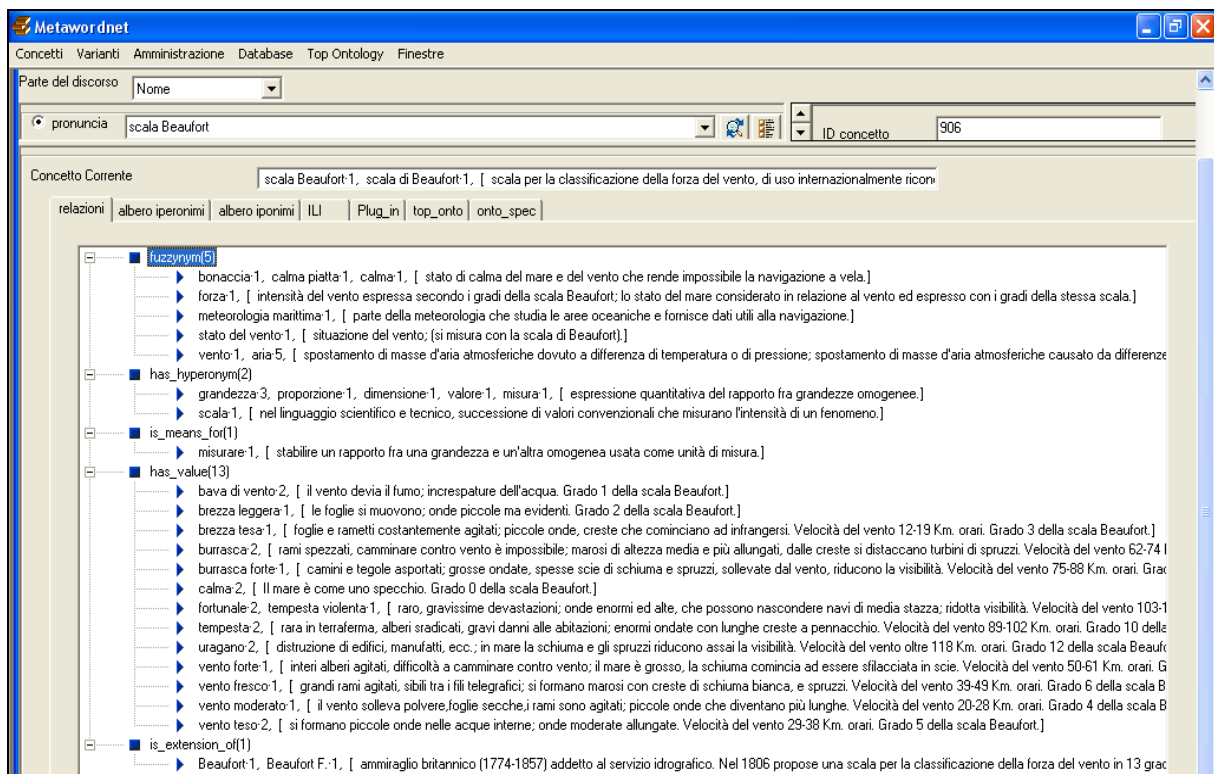 Metawordnet
Concetti Varianti Amministrazione Database Top Ontology Finestre
Parte del discorso Nome
pronuncia scala Beaufort ID concetto 906
Concetto Corrente scala Beaufort·1, scala di Beaufort·1, [ scala per la classificazione della forza del vento, di uso internazionalmente ricon
relazioni albero iperonimi albero iponimi ILI Plug_in top_onto onto_spec
fuzzynym(5)
bonaccia·1, calma piatta·1, calma·1, [ stato di calma del mare e del vento che rende impossibile la navigazione a vela.]
forza·1, [ intensità del vento espressa secondo i gradi della scala Beaufort; lo stato del mare considerato in relazione al vento ed espresso con i gradi della stessa scala.]
meteorologia marittima·1, [ parte della meteorologia che studia le aree oceaniche e fornisce dati utili alla navigazione.]
stato del vento·1, [ situazione del vento; (si misura con la scala di Beaufort).]
vento·1, aria·5, [ spostamento di masse d'aria atmosferiche dovuto a differenza di temperatura o di pressione; spostamento di masse d'aria atmosferiche causato da differenze
has_hyperonym(2)
grandezza·3, proporzione·1, dimensione·1, valore·1, misura·1, [ espressione quantitativa del rapporto fra grandezze omogenee.]
scala·1, [ nel linguaggio scientifico e tecnico, successione di valori convenzionali che misurano l'intensità di un fenomeno.]
is_means_for(1)
misurare·1, [ stabilire un rapporto fra una grandezza e un'altra omogenea usata come unità di misura.]
has_value(13)
bava di vento·2, [ il vento devia il fumo; increspature dell'acqua. Grado 1 della scala Beaufort.]
brezza leggera·1, [ le foglie si muovono; onde piccole ma evidenti. Grado 2 della scala Beaufort.]
brezza tesa·1, [ foglie e rametti costantemente agitati; piccole onde, creste che cominciano ad infrangersi. Velocità del vento 12-19 Km. orari. Grado 3 della scala Beaufort.]
burrasca·2, [ rami spezzati, camminare contro vento è impossibile; marosi di altezza media e più allungati, dalle creste si distaccano turbini di spruzzi. Velocità del vento 62-74
burrasca forte·1, [ camini e tegole asportati; grosse ondate, spesse scie di schiuma e spruzzi, sollevate dal vento, riducono la visibilità. Velocità del vento 75-88 Km. orari. Grad
calma·2, [ Il mare è come uno specchio. Grado 0 della scala Beaufort.]
fortunale·2, tempesta violenta·1, [ raro, gravissime devastazioni; onde enormi ed alte, che possono nascondere navi di media stazza; ridotta visibilità. Velocità del vento 103-1
tempesta·2, [ rara in terraferma, alberi sradicati, gravi danni alle abitazioni; enormi ondate con lunghe creste a pennacchio. Velocità del vento 89-102 Km. orari. Grado 10 della
uragano·2, [ distruzione di edifici, manufatti, ecc.; in mare la schiuma e gli spruzzi riducono assai la visibilità. Velocità del vento oltre 118 Km. orari. Grado 12 della scala Beaufo
vento forte·1, [ interi alberi agitati, difficoltà a camminare contro vento; il mare è grosso, la schiuma comincia ad essere sfilacciata in scie. Velocità del vento 50-61 Km. orari. G
vento fresco·1, [ grandi rami agitati, sibili tra i fili telegrafici; si formano marosi con creste di schiuma bianca, e spruzzi. Velocità del vento 39-49 Km. orari. Grado 6 della scala B
vento moderato·1, [ il vento solleva polvere,foglie secche,i rami sono agitati; piccole onde che diventano più lunghe. Velocità del vento 20-28 Km. orari. Grado 4 della scala B
vento teso·2, [ si formano piccole onde nelle acque interne; onde moderate allungate. Velocità del vento 29-38 Km. orari. Grado 5 della scala Beaufort.]
is_extension_of(1)
Beaufort·1, Beaufort F.·1, [ ammiraglio britannico (1774-1857) addetto al servizio idrografico. Nel 1806 propose una scala per la classificazione della forza del vento in 13 grad